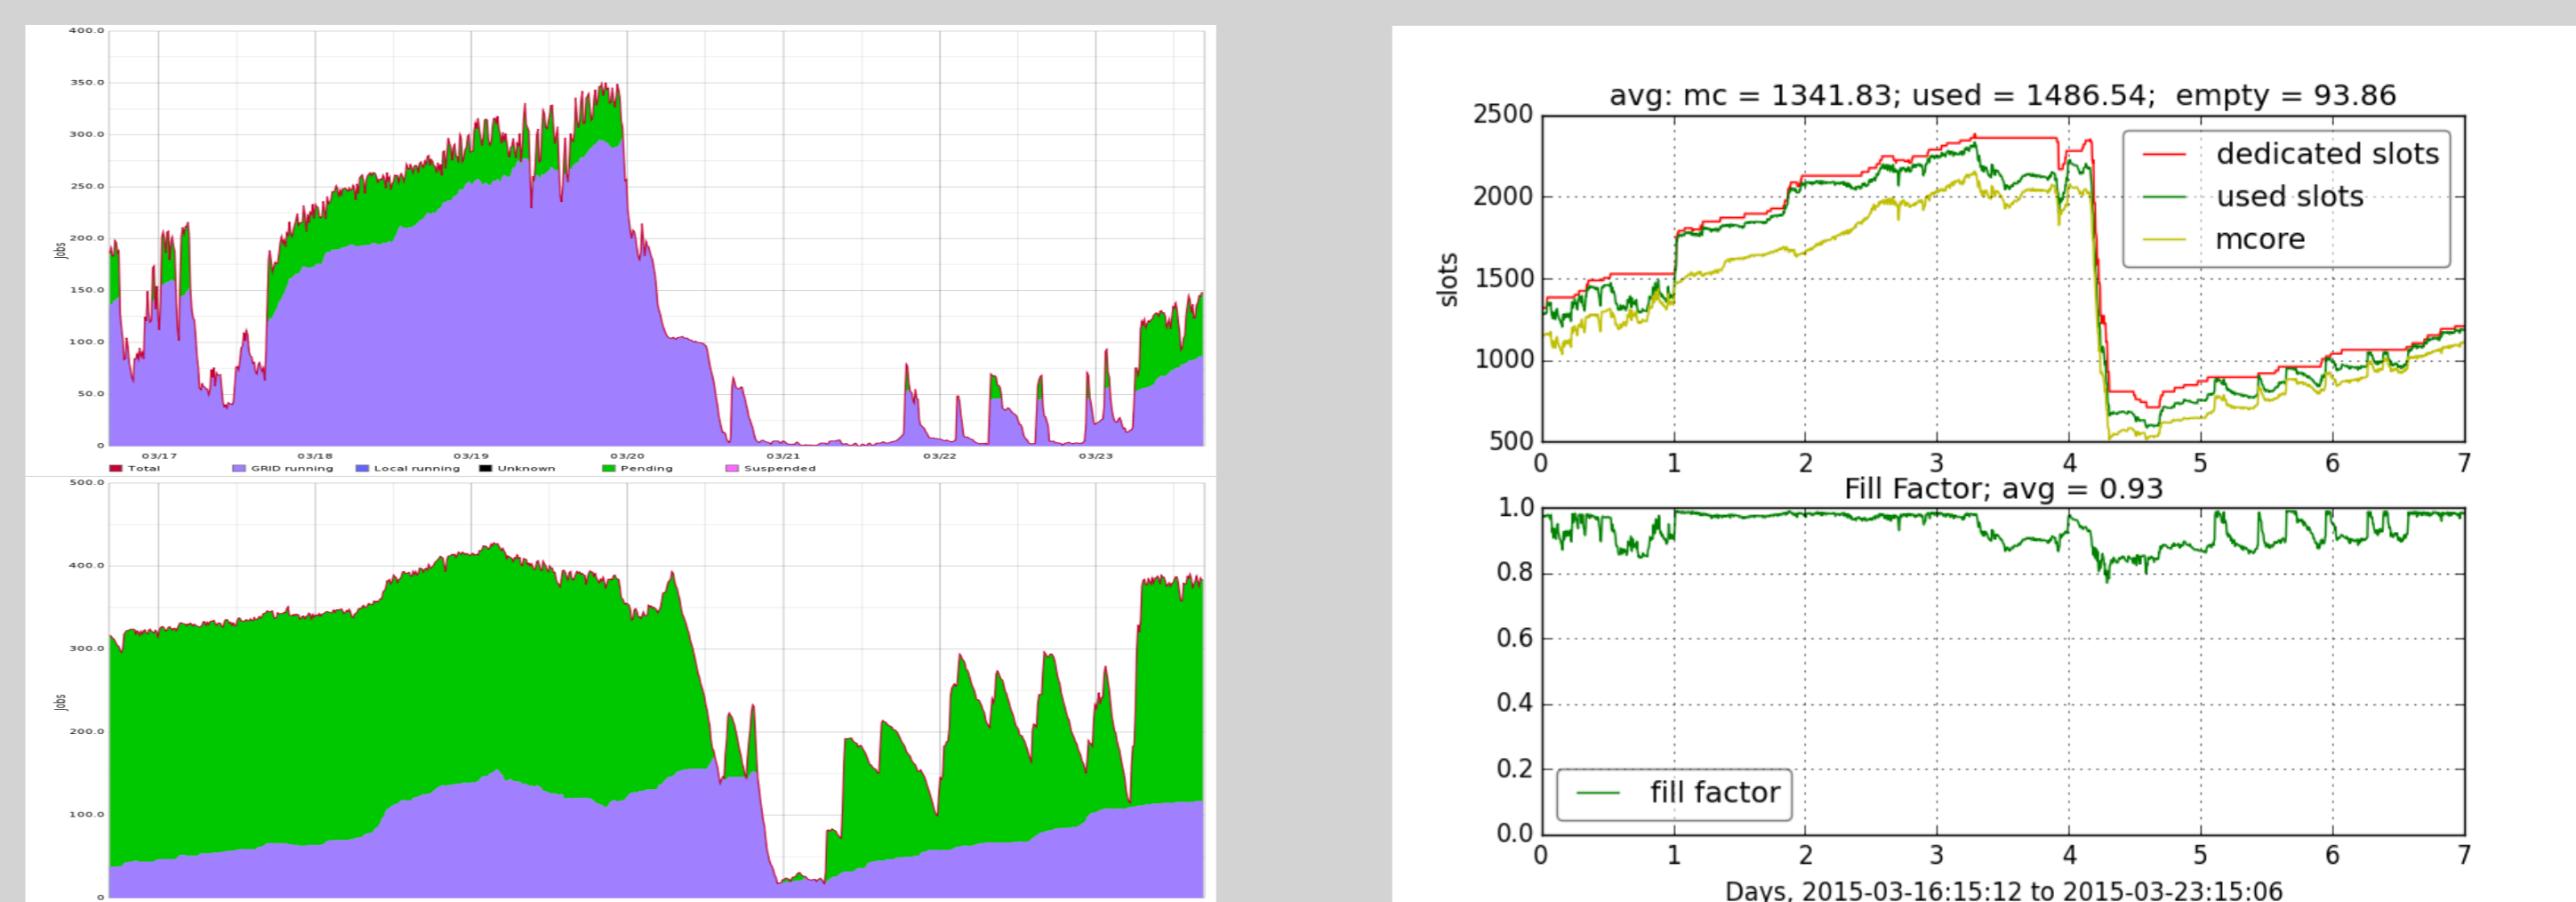 400.0
350.0
300.0
250.0
200.0
150.0
100.0
50.0
0
Jobs
03/17 03/18 03/19 03/20 03/21 03/22 03/23
Total GRID running Local running Unknown Pending Suspended
500.0
400.0
300.0
200.0
100.0
0
Jobs
avg: mc = 1341.83; used = 1486.54; empty = 93.86
2500
2000
1500
1000
500
slots
dedicated slots
used slots
mcore
0 1 2 3 4 5 6 7
Fill Factor; avg = 0.93
1.0
0.8
0.6
0.4
0.2
0.0
fill factor
0 1 2 3 4 5 6 7
Days, 2015-03-16:15:12 to 2015-03-23:15:06